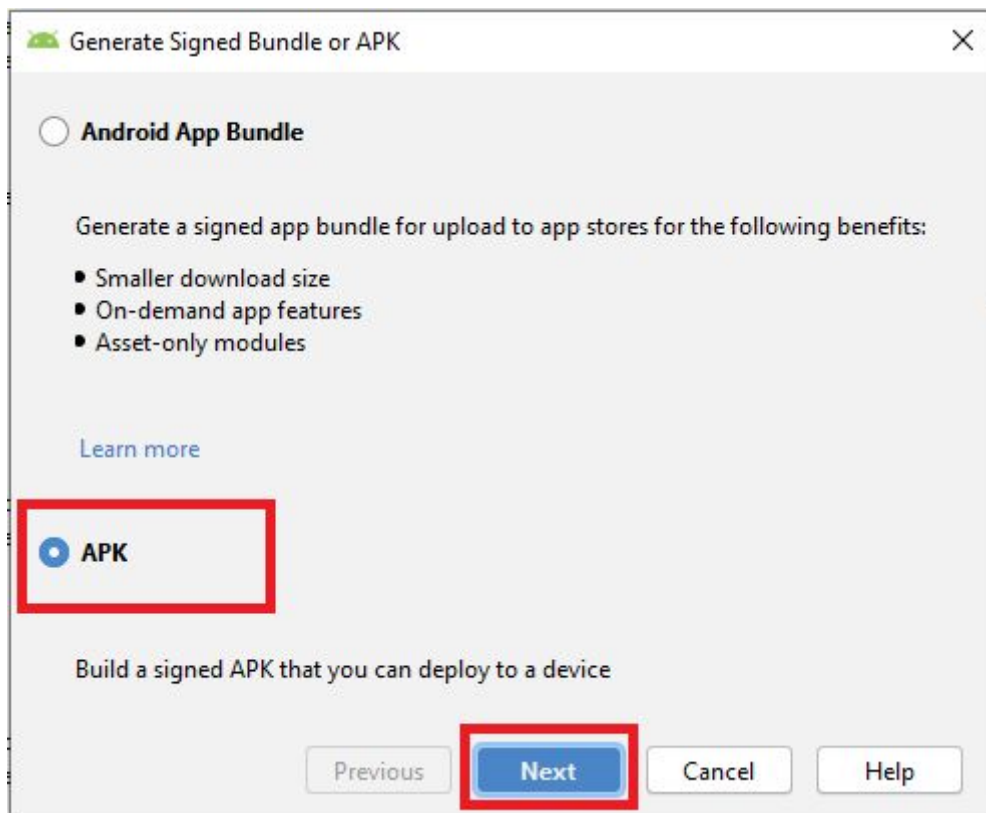 Generate Signed Bundle or APK
Android App Bundle
Generate a signed app bundle for upload to app stores for the following benefits:
• Smaller download size
• On-demand app features
• Asset-only modules
Learn more
APK
Build a signed APK that you can deploy to a device
Previous Next Cancel Help